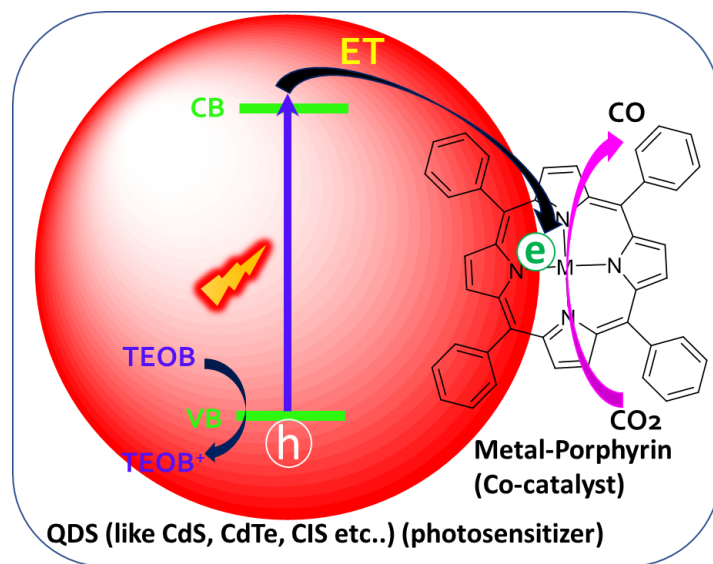 ET
CB
CO
N
e
N
M
N
N
TEOB
VB
h
CO₂
TEOB⁺
Metal-Porphyrin
(Co-catalyst)
QDS (like CdS, CdTe, CIS etc..) (photosensitizer)